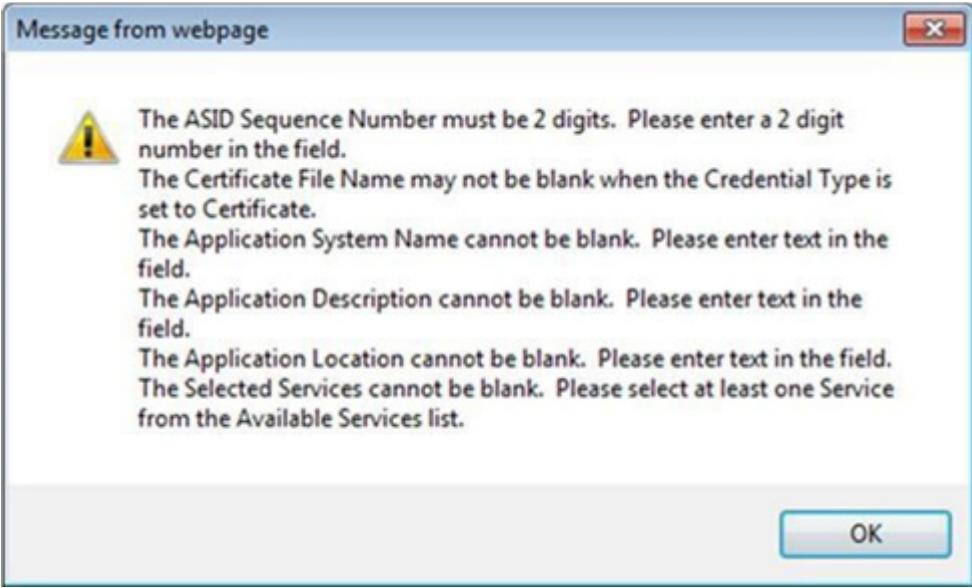 Message from webpage
The ASID Sequence Number must be 2 digits.  Please enter a 2 digit
number in the field.
The Certificate File Name may not be blank when the Credential Type is
set to Certificate.
The Application System Name cannot be blank.  Please enter text in the
field.
The Application Description cannot be blank.  Please enter text in the
field.
The Application Location cannot be blank.  Please enter text in the field.
The Selected Services cannot be blank.  Please select at least one Service
from the Available Services list.
OK